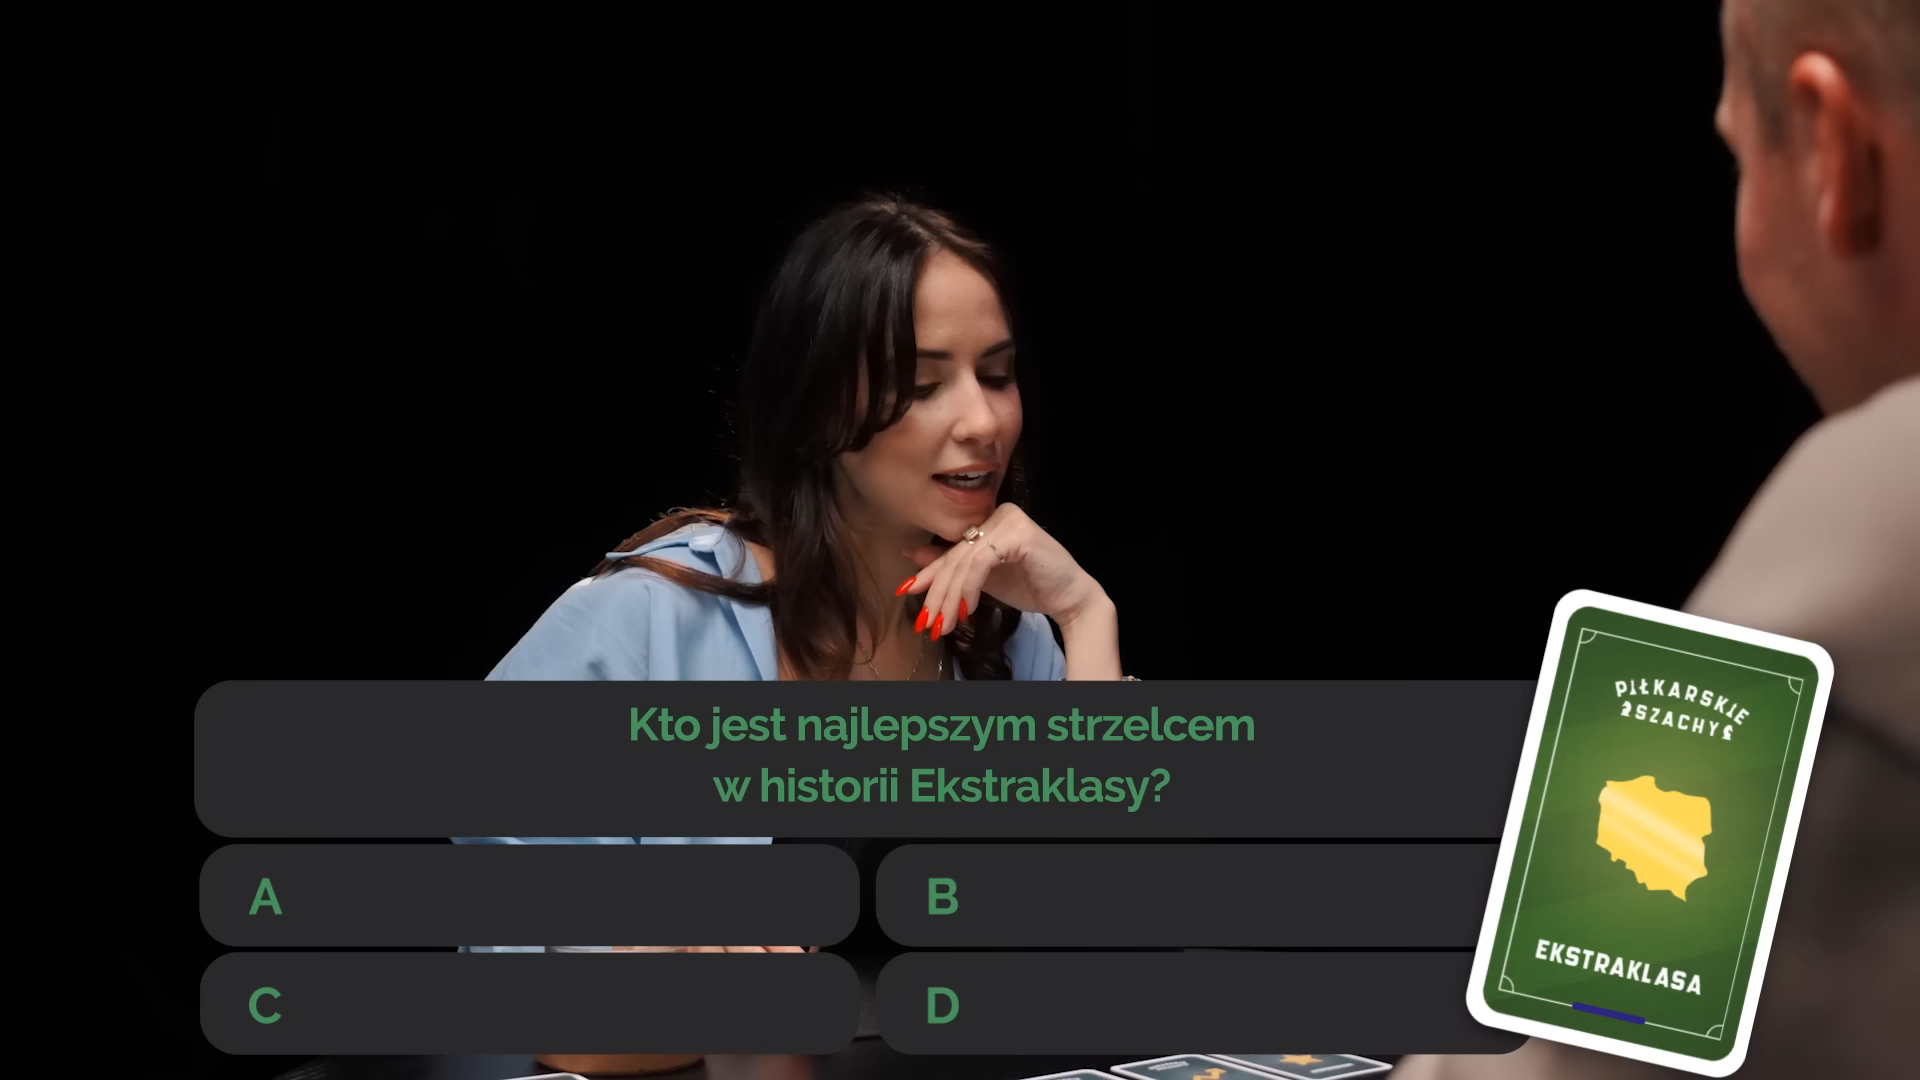 Kto jest najlepszym strzelcem
w historii Ekstraklasy?
A
B
C
D
PIŁKARSKIE
SZACHY
EKSTRAKLASA